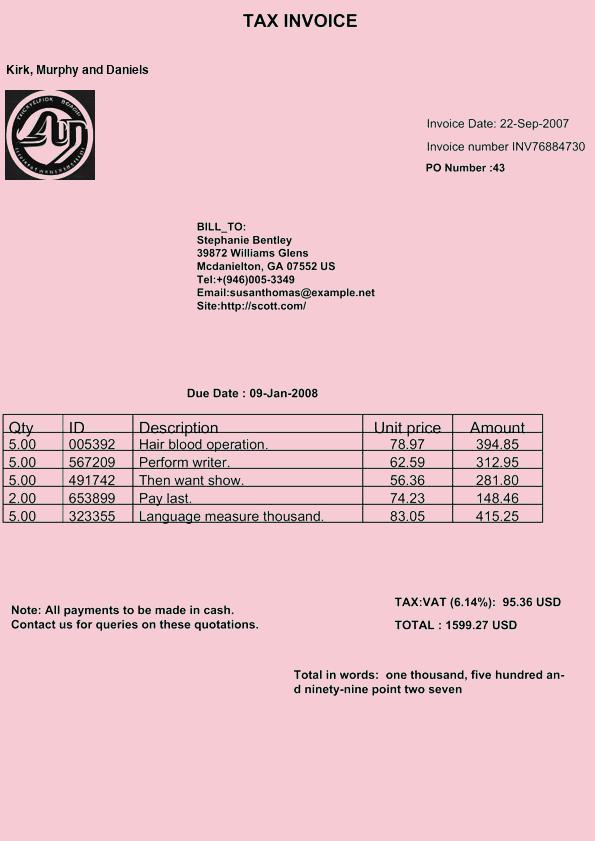 TAX INVOICE
Kirk, Murphy and Daniels
Invoice Date: 22-Sep-2007
Invoice number INV76884730
PO Number :43
BILL_TO:
Stephanie Bentley
39872 Williams Glens
Mcdanielton, GA 07552 US
Tel:+(946)005-3349
Email:susanthomas@example.net
Site:http://scott.com/
Due Date : 09-Jan-2008
Qty ID Description Unit price Amount
5.00 005392 Hair blood operation. 78.97 394.85
5.00 567209 Perform writer. 62.59 312.95
5.00 491742 Then want show. 56.36 281.80
2.00 653899 Pay last. 74.23 148.46
5.00 323355 Language measure thousand. 83.05 415.25
Note: All payments to be made in cash.
Contact us for queries on these quotations.
TAX:VAT (6.14%): 95.36 USD
TOTAL : 1599.27 USD
Total in words: one thousand, five hundred an-
d ninety-nine point two seven